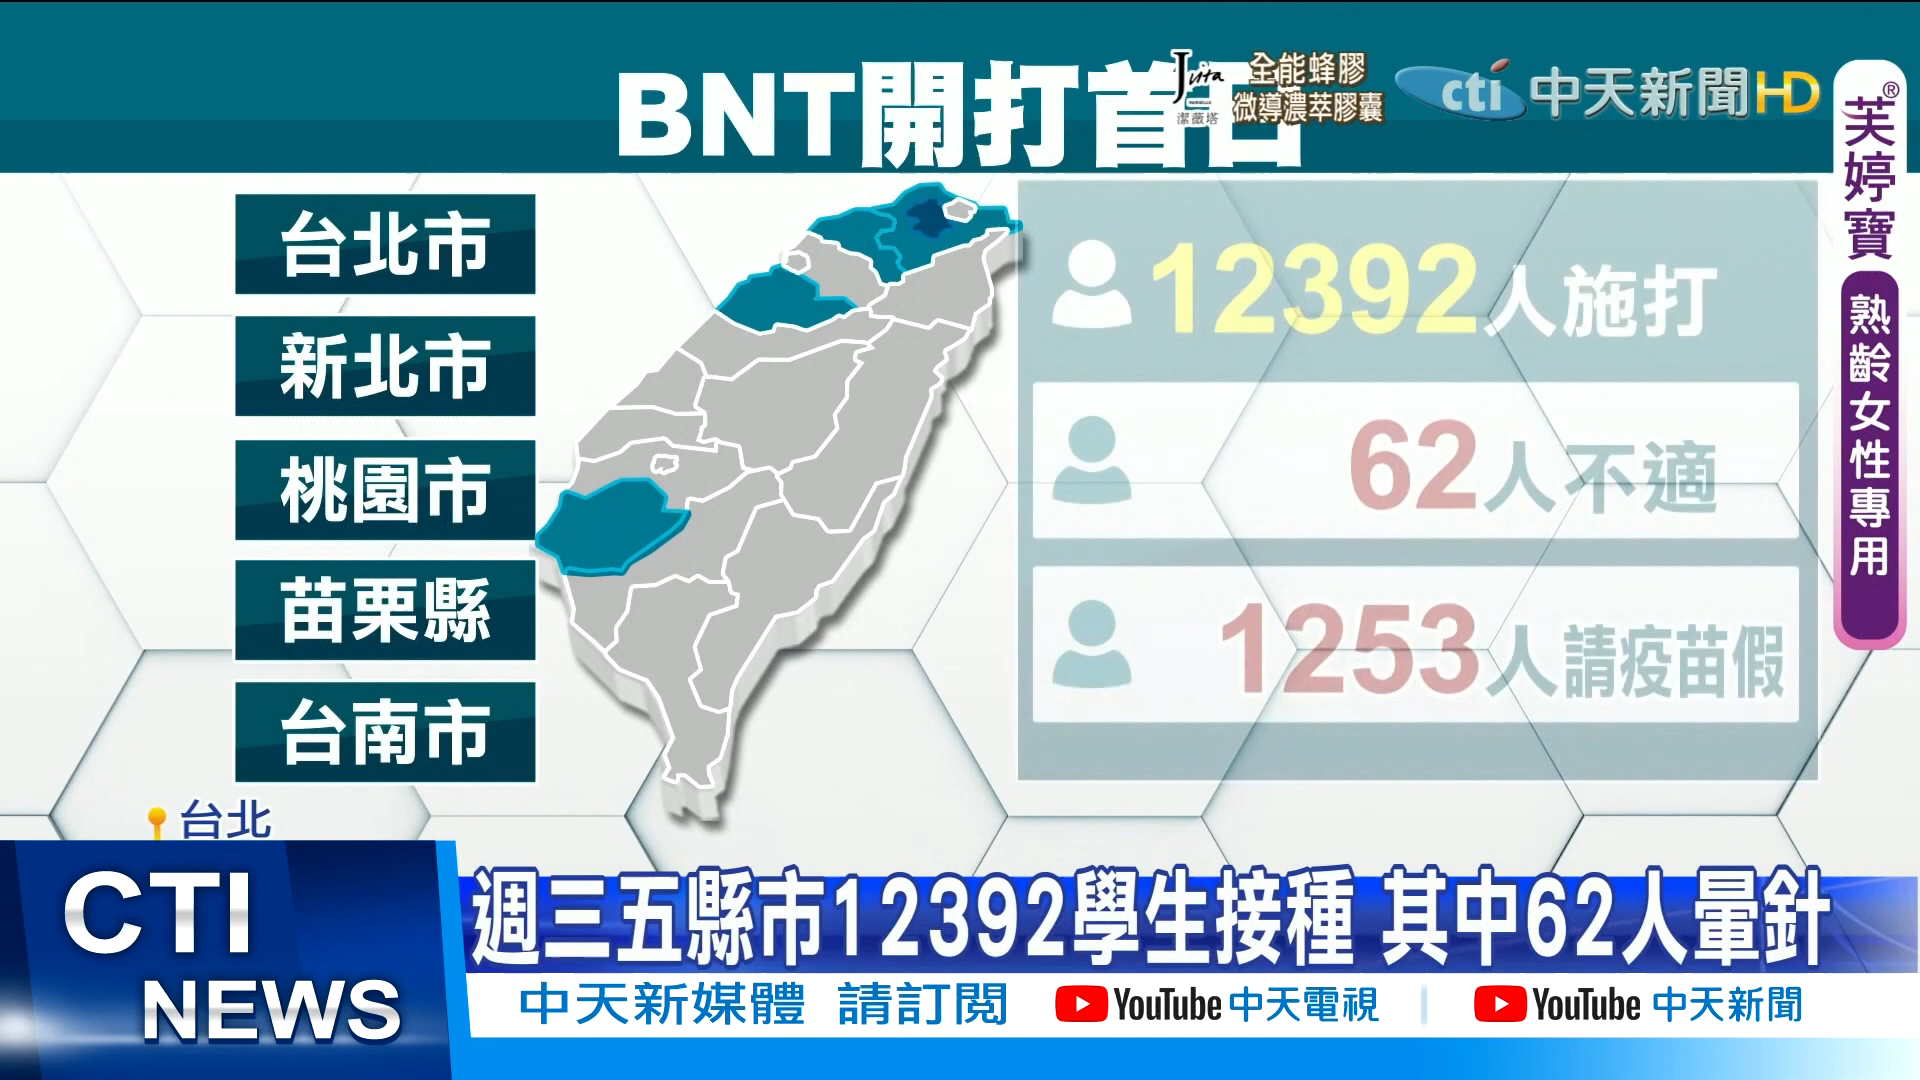 BNT開打首日
Juta
MARSEILLE
潔薇塔
全能蜂膠
微導濃萃膠囊
cti 中天新聞HD
芙婷寶®
熟齡女性專用
台北市
新北市
桃園市
苗栗縣
台南市
12392人施打
62人不適
1253人請疫苗假
台北
CTI
NEWS
週三五縣市12392學生接種 其中62人暈針
中天新媒體 請訂閱 YouTube 中天電視 | YouTube 中天新聞